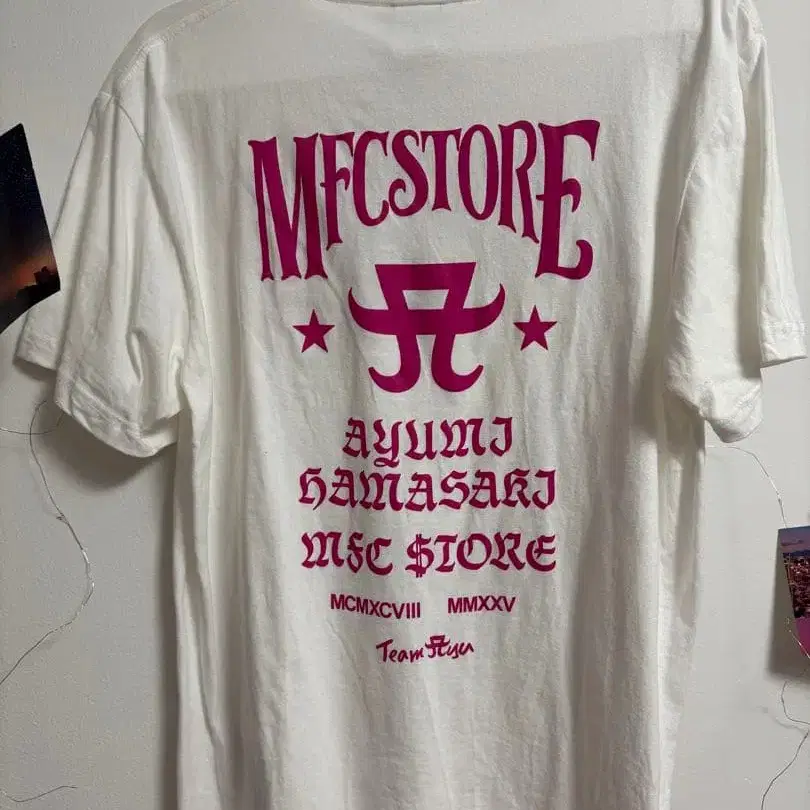 MFCSTORE
AYUMI
HAMASAKI
MFC $TORE
MCMXCVIII MMXXV
Team Ayu